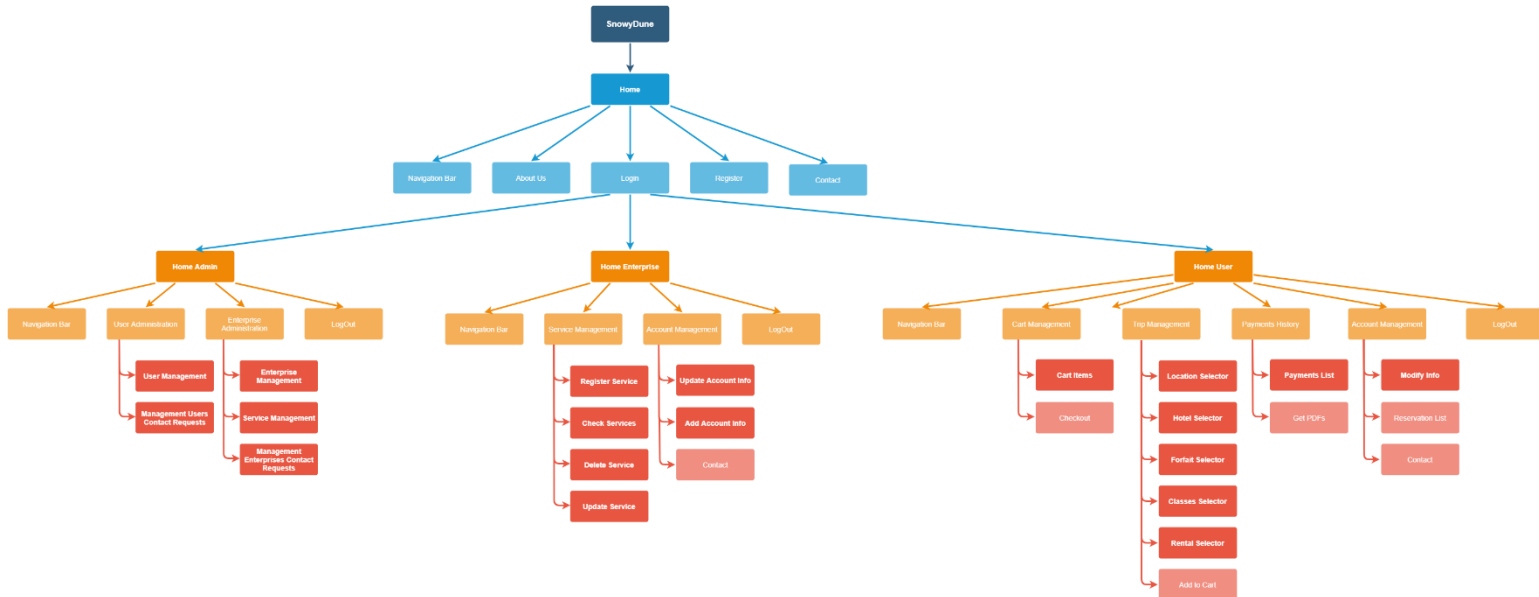 SnowyDune
Home
Navigation Bar
About Us
Login
Register
Contact
Home Admin
Home Enterprise
Home User
Navigation Bar
User Administration
Enterprise
Administration
LogOut
Navigation Bar
Service Management
Account Management
LogOut
Navigation Bar
Cart Management
Trip Management
Payments History
Account Management
LogOut
User Management
Management Users
Contact Requests
Enterprise
Management
Service Management
Management
Enterprises Contact
Requests
Register Service
Check Services
Delete Service
Update Service
Update Account Info
Add Account Info
Contact
Cart Items
Checkout
Location Selector
Hotel Selector
Forfait Selector
Classes Selector
Rental Selector
Add to Cart
Payments List
Get PDFs
Modify Info
Reservation List
Contact